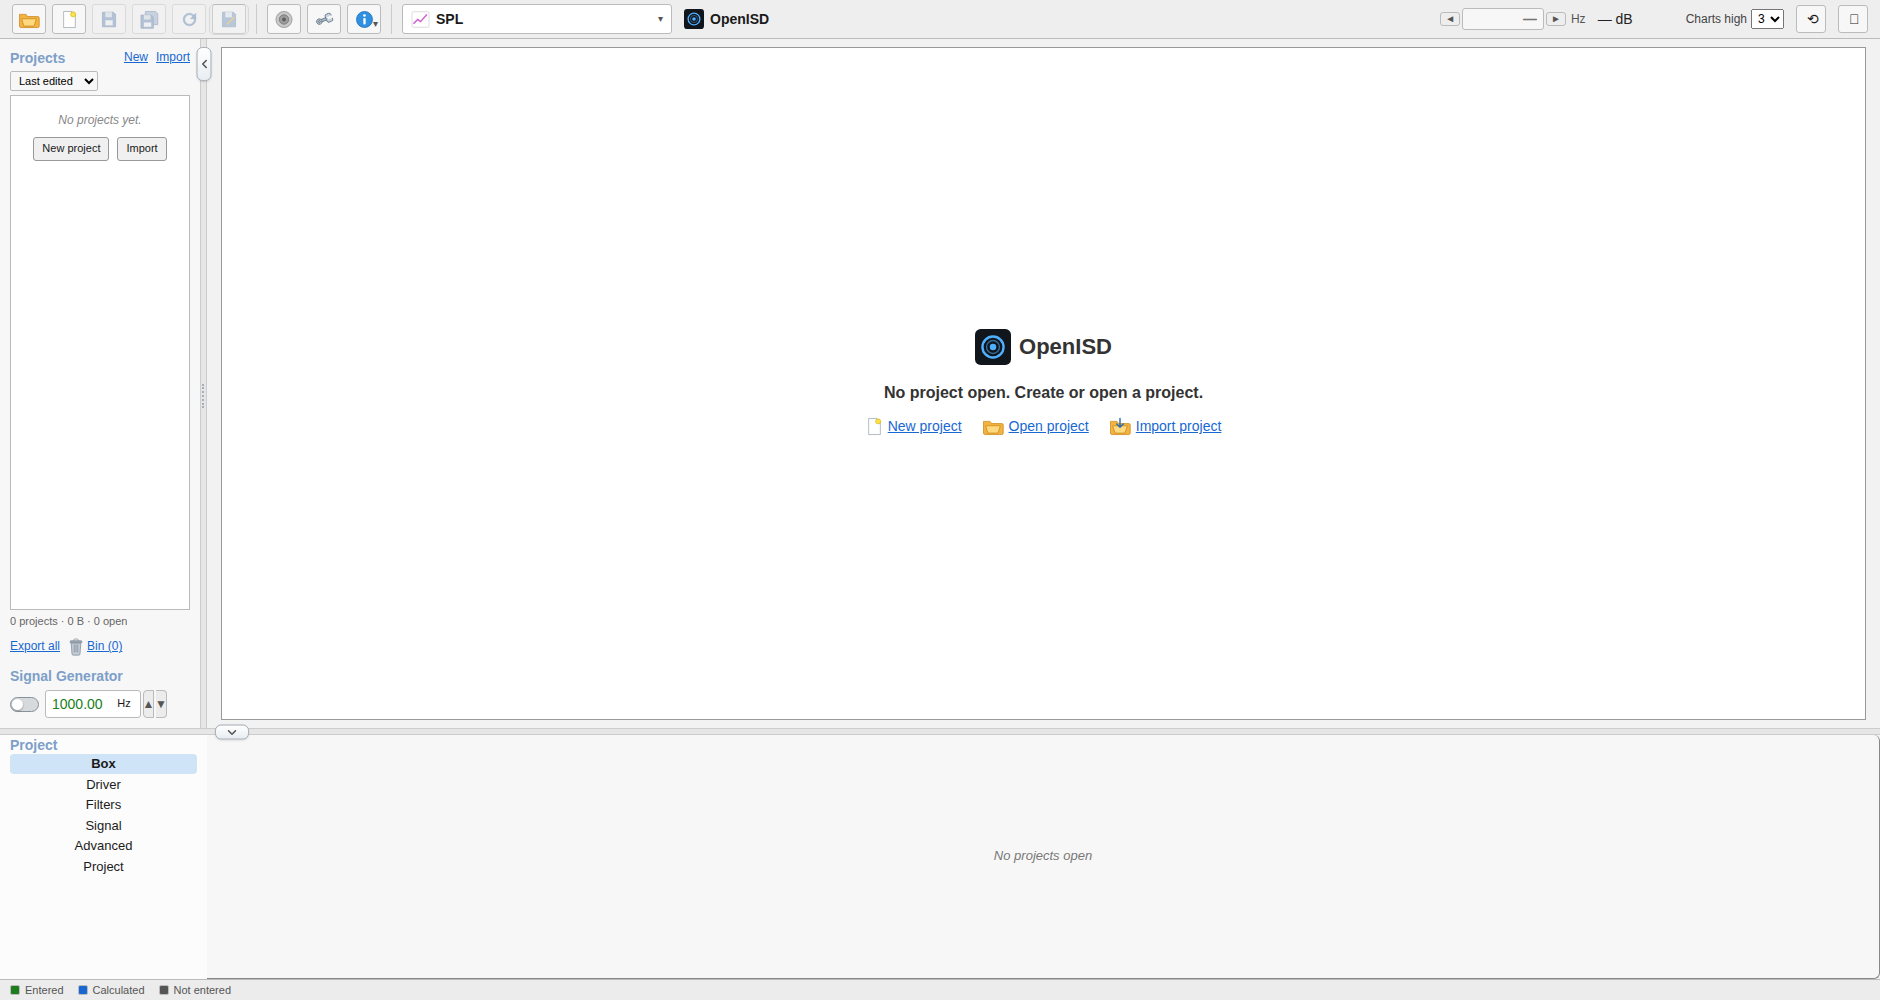 SPL
OpenISD
— Hz — dB
Charts high 3
Projects New Import
Last edited
No projects yet.
New project Import
OpenISD
No project open. Create or open a project.
New project Open project Import project
0 projects · 0 B · 0 open
Export all Bin (0)
Signal Generator
1000.00 Hz
Project
Box
Driver
Filters
Signal
Advanced
Project
No projects open
Entered Calculated Not entered